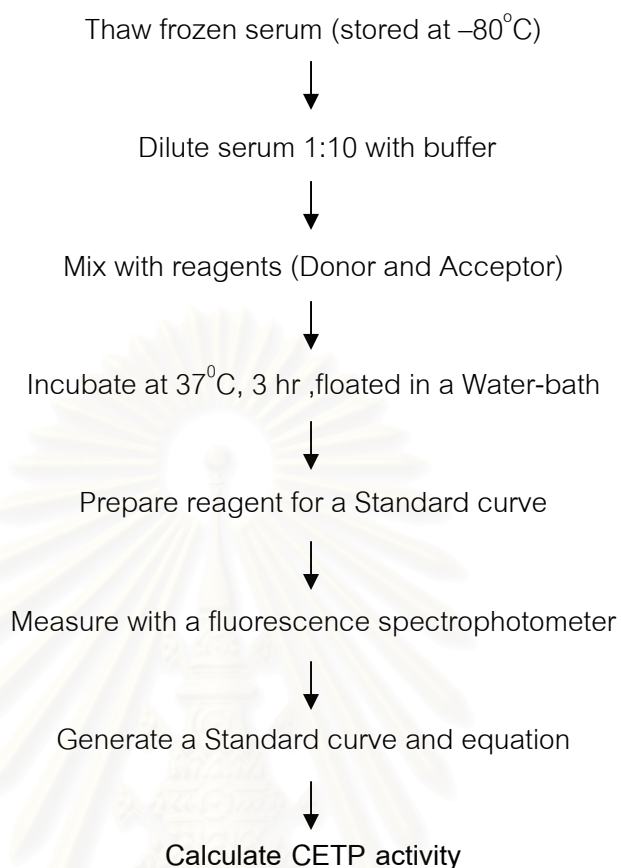 Thaw frozen serum (stored at –80°C)
Dilute serum 1:10 with buffer
Mix with reagents (Donor and Acceptor)
Incubate at 37⁰C, 3 hr ,floated in a Water-bath
Prepare reagent for a Standard curve
Measure with a fluorescence spectrophotometer
Generate a Standard curve and equation
Calculate CETP activity